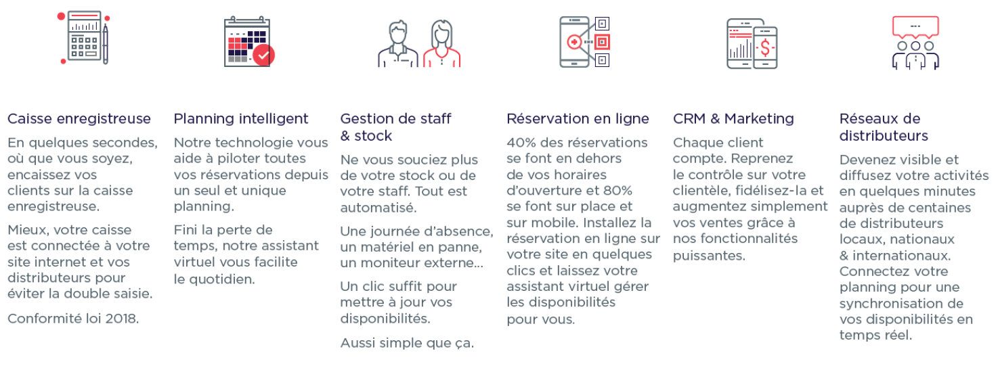 Caisse enregistreuse
En quelques secondes,
où que vous soyez,
encaissez vos
clients sur la caisse
enregistreuse.
Mieux, votre caisse
est connectée à votre
site internet et vos
distributeurs pour
éviter la double saisie.
Conformité loi 2018.
Planning intelligent
Notre technologie vous
aide à piloter toutes
vos réservations depuis
un seul et unique
planning.
Fini la perte de
temps, notre assistant
virtuel vous facilite
le quotidien.
Gestion de staff
& stock
Ne vous souciez plus
de votre stock ou de
votre staff. Tout est
automatisé.
Une journée d'absence,
un matériel en panne,
un moniteur externe...
Un clic suffit pour
mettre à jour vos
disponibilités.
Aussi simple que ça.
Réservation en ligne
40% des réservations
se font en dehors
de vos horaires
d'ouverture et 80%
se font sur place et
sur mobile. Installez la
réservation en ligne sur
votre site en quelques
clics et laissez votre
assistant virtuel gérer
les disponibilités
pour vous.
CRM & Marketing
Chaque client
compte. Reprenez
le contrôle sur votre
clientèle, fidélisez-la et
augmentez simplement
vos ventes grâce à
nos fonctionnalités
puissantes.
Réseaux de
distributeurs
Devenez visible et
diffusez votre activités
en quelques minutes
auprès de centaines
de distributeurs
locaux, nationaux
& internationaux.
Connectez votre
planning pour une
synchronisation de
vos disponibilités en
temps réel.